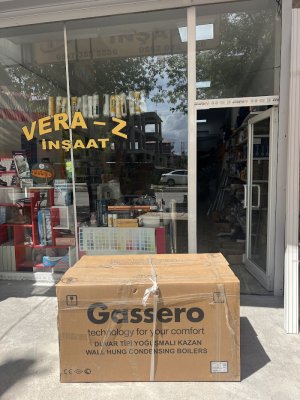 VERA-Z
İNŞAAT
Gassero
technology for your comfort
DUVAR TİPİ YOĞUŞMALI KAZAN
WALL HUNG CONDENSING BOILERS